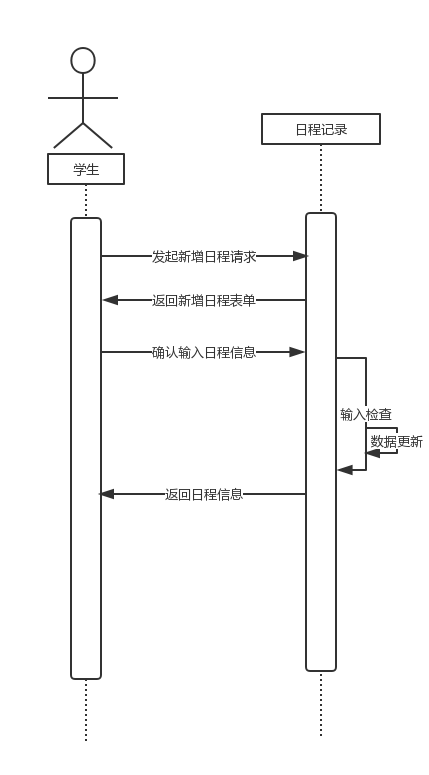 日程记录
学生
发起新增日程请求
返回新增日程表单
确认输入日程信息
输入检查
数据更新
返回日程信息